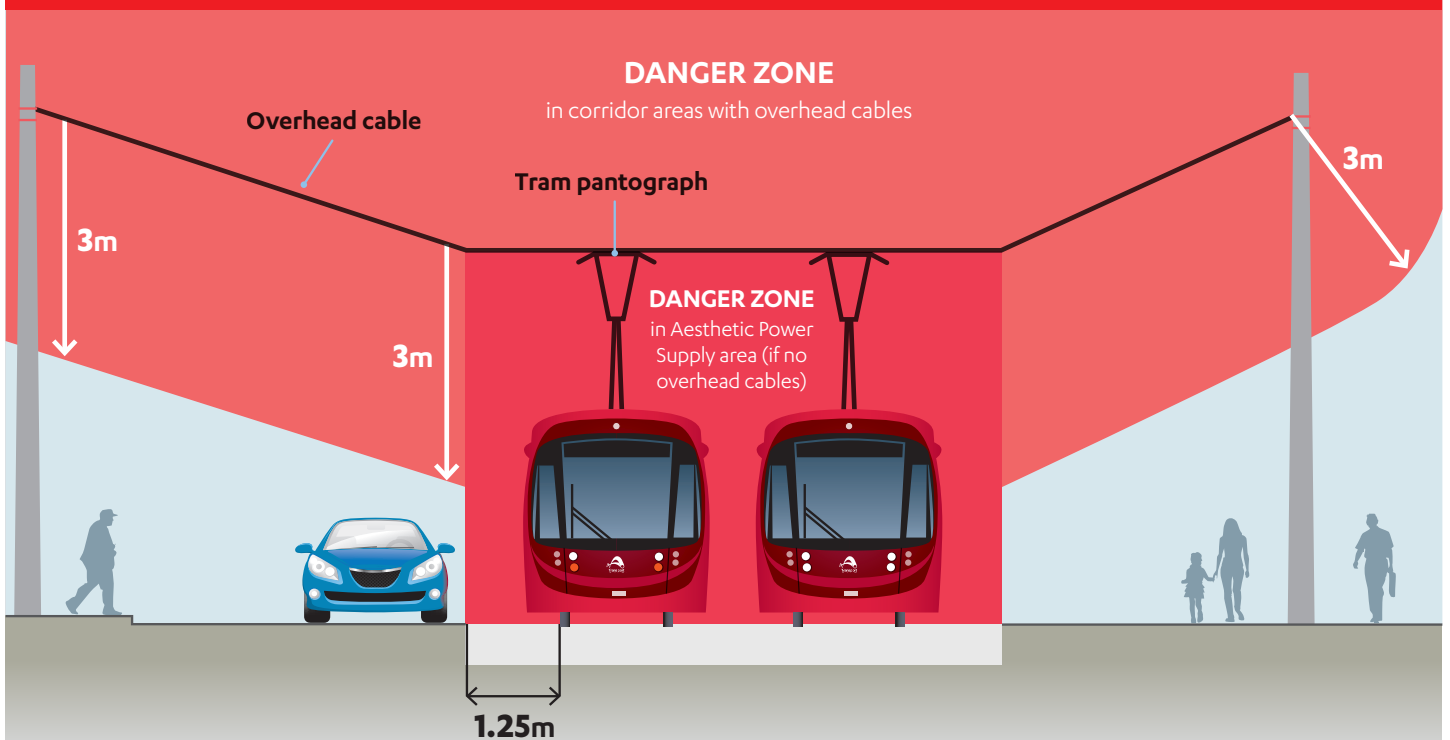 DANGER ZONE
in corridor areas with overhead cables
Overhead cable
Tram pantograph
3m
3m
3m
DANGER ZONE
in Aesthetic Power
Supply area (if no
overhead cables)
1.25m